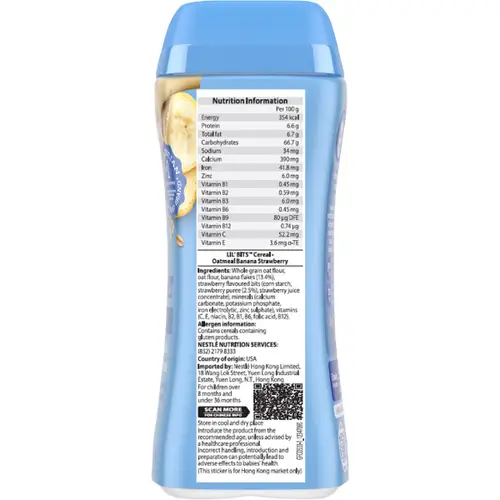 Nutrition Information
Per 100 g
Energy 354 kcal
Protein 6.6 g
Total fat 6.7 g
Carbohydrates 66.7 g
Sodium 34 mg
Calcium 390 mg
Iron 41.8 mg
Zinc 6.0 mg
Vitamin B1 0.45 mg
Vitamin B2 0.59 mg
Vitamin B3 6.0 mg
Vitamin B6 0.45 mg
Vitamin B9 80 µg DFE
Vitamin B12 0.74 µg
Vitamin C 52.2 mg
Vitamin E 3.6 mg α-TE
LIL' BITS™ Cereal -
Oatmeal Banana Strawberry
Ingredients: Whole grain oat flour,
oat flour, banana flakes (13.4%),
strawberry flavoured bits (corn starch,
strawberry puree (2.5%), strawberry juice
concentrate), minerals (calcium
carbonate, potassium phosphate,
iron electrolytic, zinc sulphate), vitamins
(C, E, niacin, B2, B1, B6, folic acid, B12).
Allergen information:
Contains cereals containing
gluten products.
NESTLÉ NUTRITION SERVICES:
(852) 2179 8333
Country of origin: USA
Imported by: Nestlé Hong Kong Limited,
18 Wang Lok Street, Yuen Long Industrial
Estate, Yuen Long, N.T., Hong Kong
For children over
8 months and
under 36 months
SCAN MORE
FOR CHINESE INFO
Store in cool and dry place
Introduce the product from the
recommended age, unless advised by
a healthcare professional.
Incorrect handling, introduction and
preparation can potentially lead to
adverse effects to babies' health.
(This sticker is for Hong Kong market only)